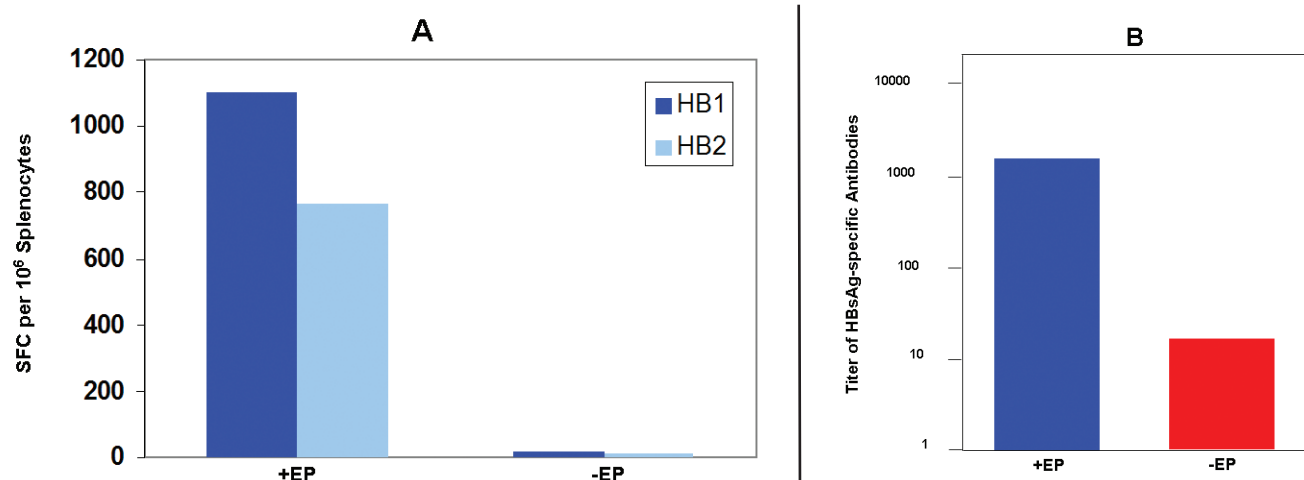 A
SFC per 10⁶ Splenocytes
1200
1000
800
600
400
200
0
HB1
HB2
+EP
-EP
B
Titer of HBsAg-specific Antibodies
10000
1000
100
10
1
+EP
-EP